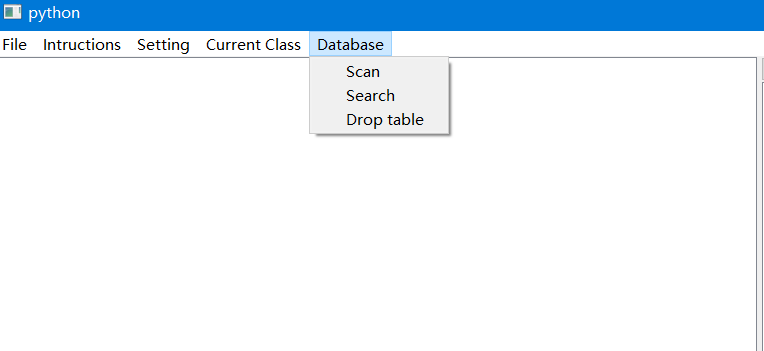 python
File Intructions Setting Current Class Database
Scan
Search
Drop table